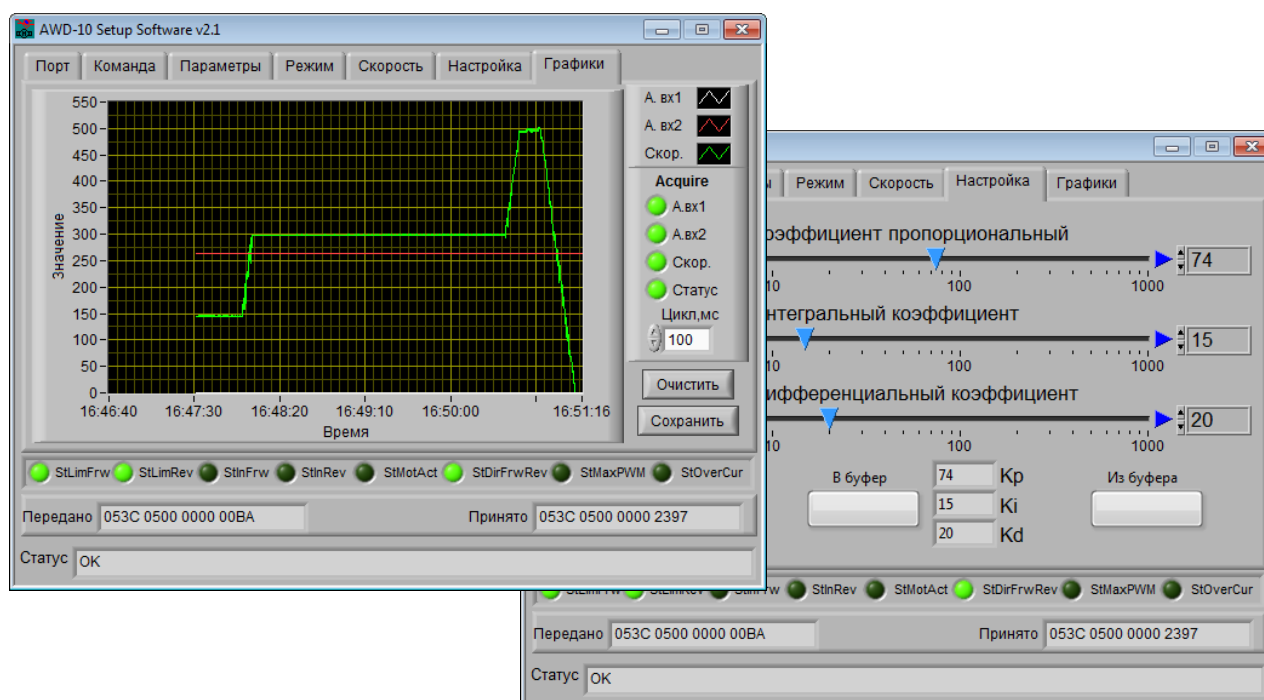 AWD-10 Setup Software v2.1
Порт Команда Параметры Режим Скорость Настройка Графики
550
500
450
400
350
300
250
200
150
100
50
0
Значение
16:46:40 16:47:30 16:48:20 16:49:10 16:50:00 16:51:16
Время
А. вх1
А. вх2
Скор.
Acquire
А.вх1
А.вх2
Скор.
Статус
Цикл,мс
100
Очистить
Сохранить
StLimFrw StLimRev StInFrw StInRev StMotAct StDirFrwRev StMaxPWM StOverCur
Передано 053C 0500 0000 00BA Принято 053C 0500 0000 2397
Статус OK
Режим Скорость Настройка Графики
оэффициент пропорциональный
74
10 100 1000
нтегральный коэффициент
15
10 100 1000
ифференциальный коэффициент
20
10 100 1000
В буфер 74 Kp Из буфера
15 Ki
20 Kd
StInRev StMotAct StDirFrwRev StMaxPWM StOverCur
Передано 053C 0500 0000 00BA Принято 053C 0500 0000 2397
Статус OK